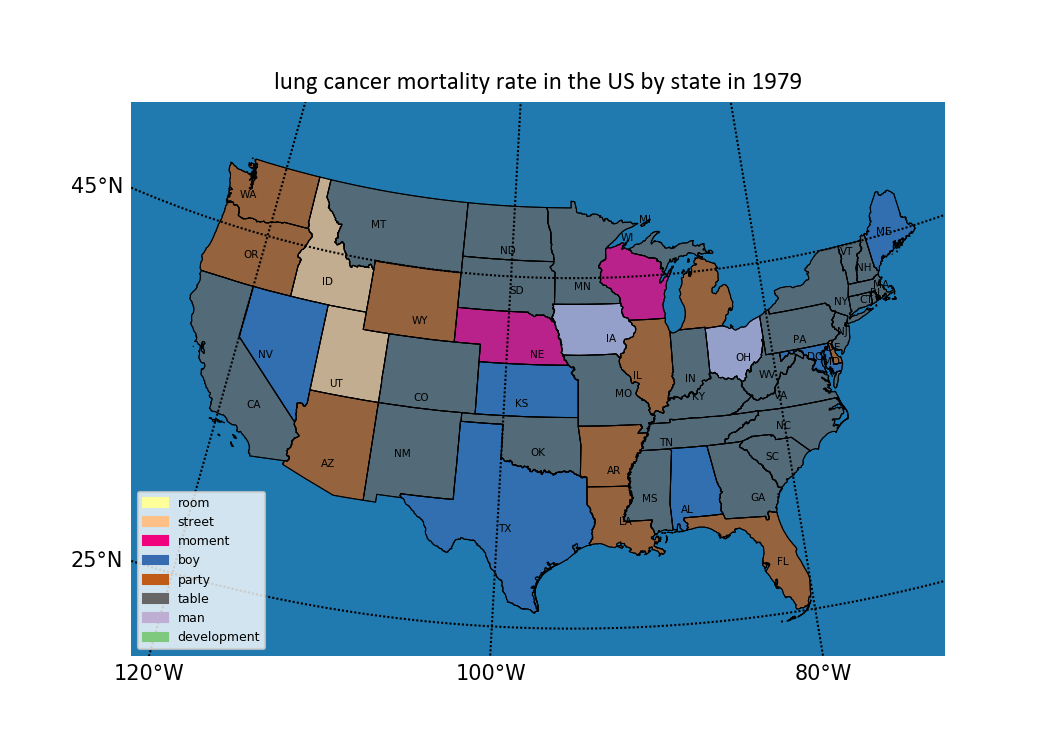 lung cancer mortality rate in the US by state in 1979
45°N
25°N
120°W
100°W
80°W
WA
OR
CA
NV
ID
MT
WY
UT
AZ
CO
NM
ND
SD
NE
KS
OK
TX
MN
IA
MO
AR
LA
WI
MI
MI
IL
IN
OH
KY
TN
MS
AL
GA
FL
SC
NC
VA
WV
PA
NY
NJ
DE
DC
VT
NH
ME
MA
CT
room
street
moment
boy
party
table
man
development